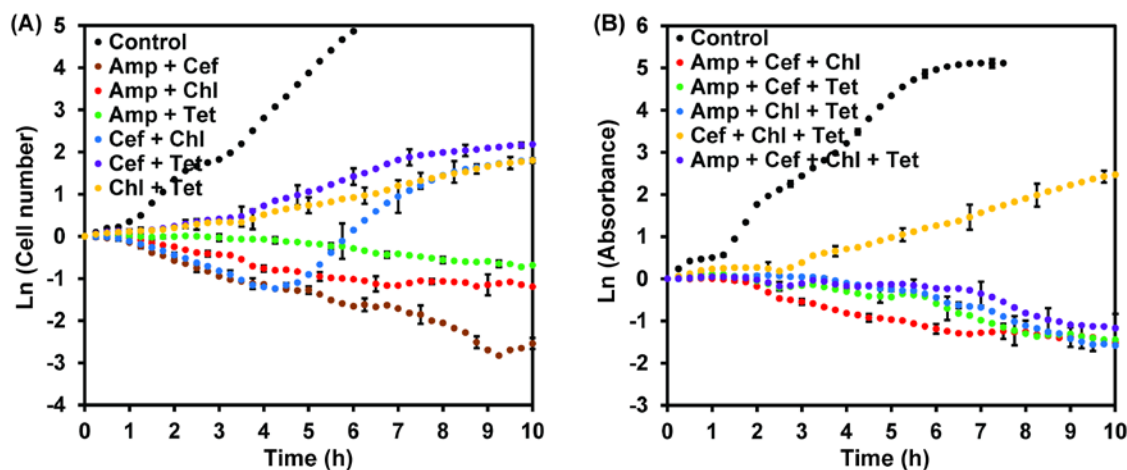 (A)
Ln (Cell number)
5
4
3
2
1
0
-1
-2
-3
-4
Control
Amp + Cef
Amp + Chl
Amp + Tet
Cef + Chl
Cef + Tet
Chl + Tet
0 1 2 3 4 5 6 7 8 9 10
Time (h)
(B)
Ln (Absorbance)
6
5
4
3
2
1
0
-1
-2
-3
Control
Amp + Cef + Chl
Amp + Cef + Tet
Amp + Chl + Tet
Cef + Chl + Tet
Amp + Cef + Chl + Tet
0 1 2 3 4 5 6 7 8 9 10
Time (h)